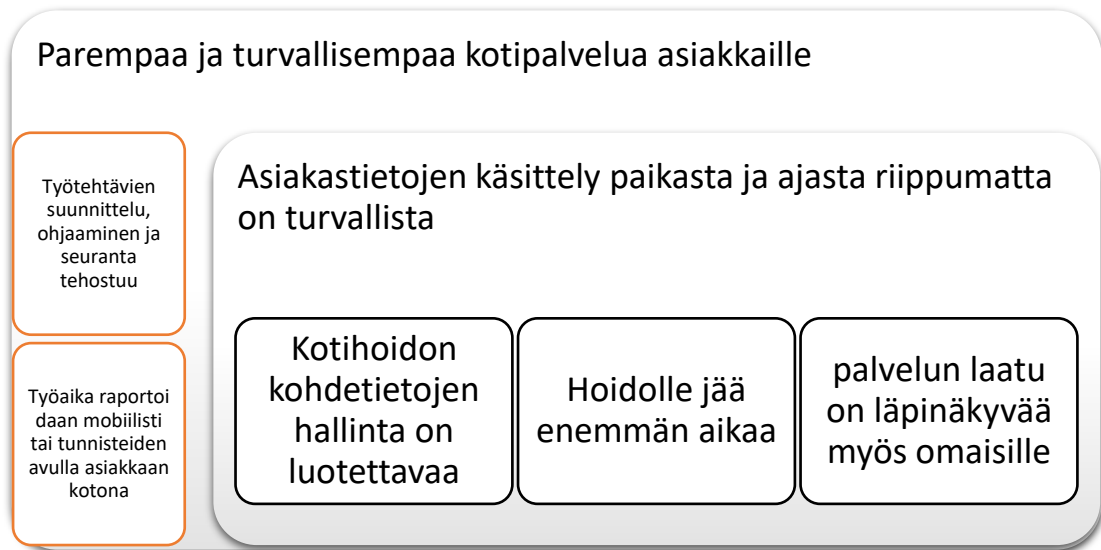 Parempaa ja turvallisempaa kotipalvelua asiakkaille
Työtehtävien
suunnittelu,
ohjaaminen ja
seuranta
tehostuu
Työaika raportoi
daan mobiilisti
tai tunnisteiden
avulla asiakkaan
kotona
Asiakastietojen käsittely paikasta ja ajasta riippumatta
on turvallista
Kotihoidon
kohdetietojen
hallinta on
luotettavaa
Hoidolle jää
enemmän aikaa
palvelun laatu
on läpinäkyvää
myös omaisille